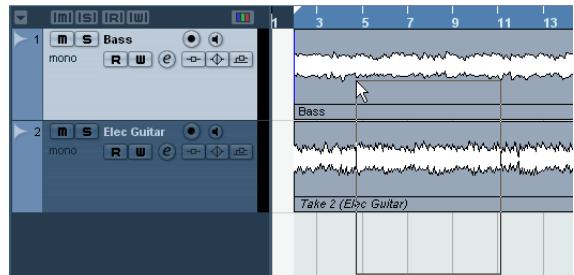 [M] [S] [R] [W]
1 3 5 7 9 11 13
1 m S Bass
mono R W e
Bass
2 m S Elec Guitar
mono R W e
Take 2 (Elec Guitar)